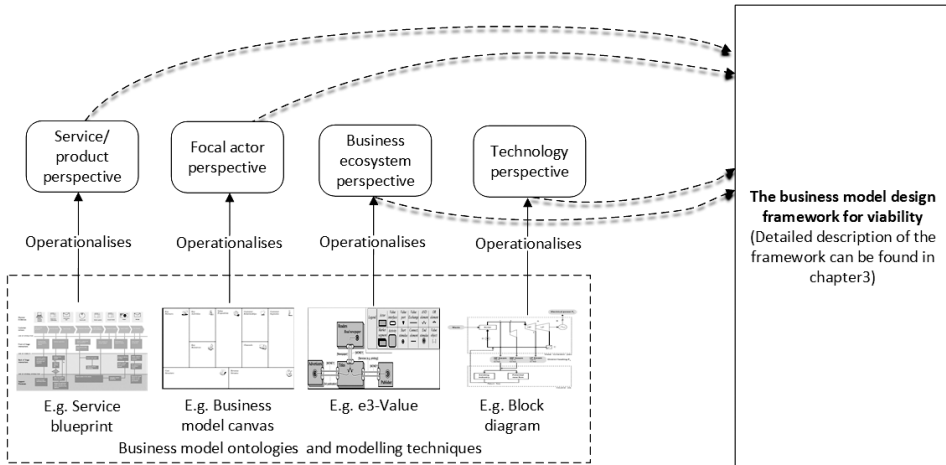 Service/
product
perspective
Focal actor
perspective
Business
ecosystem
perspective
Technology
perspective
The business model design
framework for viability
(Detailed description of the
framework can be found in
chapter3)
Operationalises
Operationalises
Operationalises
Operationalises
E.g. Service
blueprint
E.g. Business
model canvas
E.g. e3-Value
E.g. Block
diagram
Business model ontologies and modelling techniques